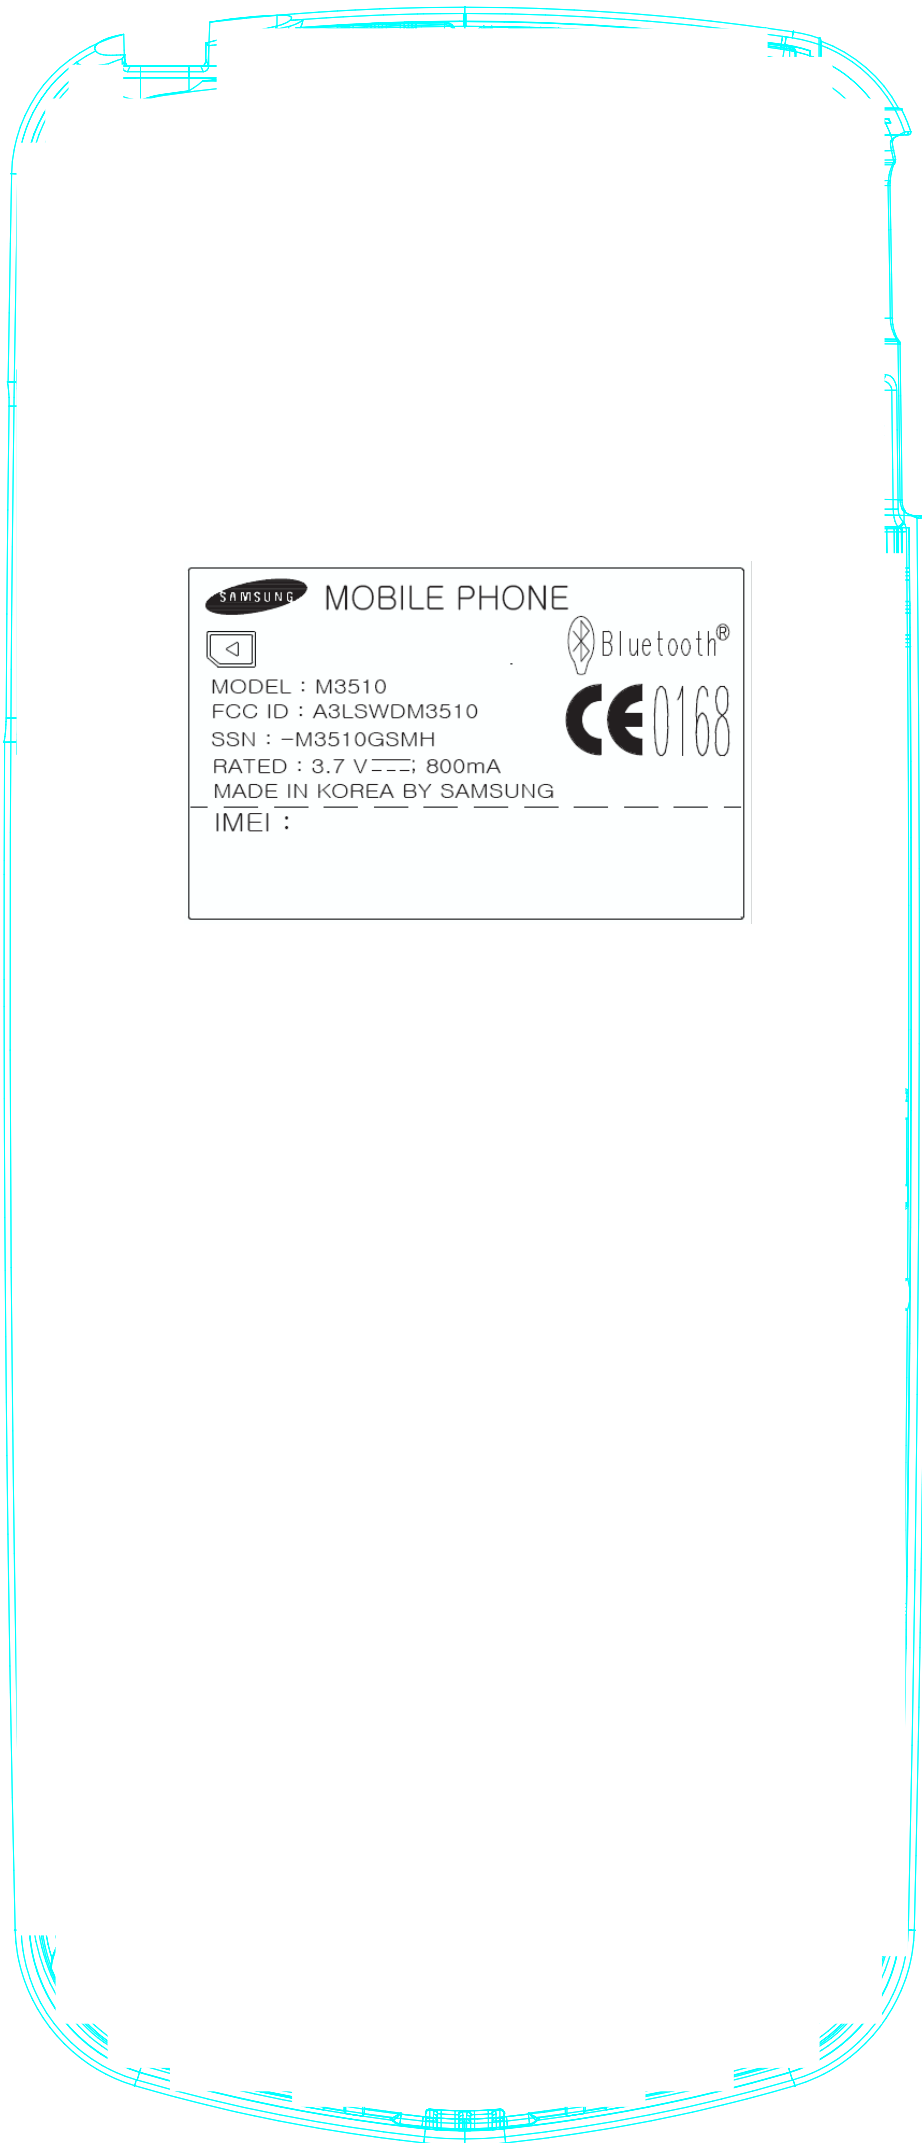 SAMSUNG MOBILE PHONE
Bluetooth®
MODEL : M3510
FCC ID : A3LSWDM3510
CE0168
SSN : -M3510GSMH
RATED : 3.7 V⎓; 800mA
MADE IN KOREA BY SAMSUNG
IMEI :